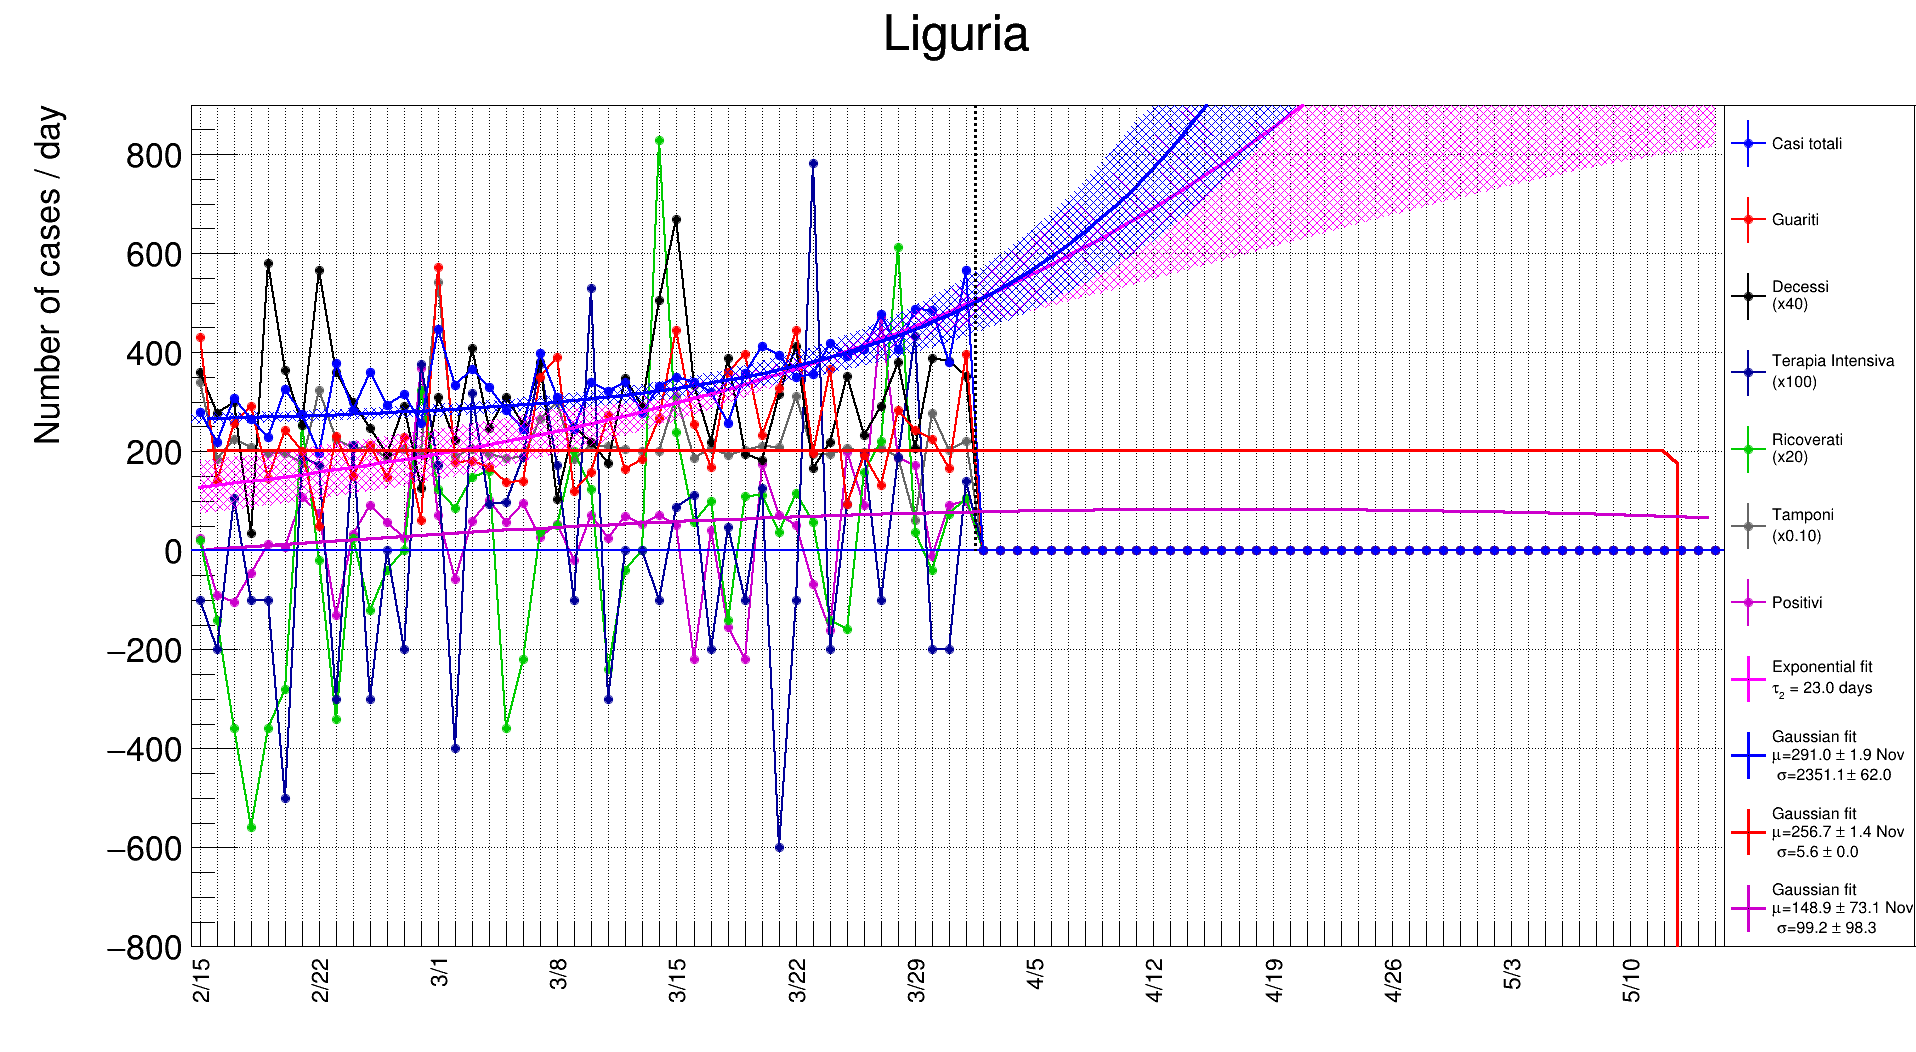 Liguria
Number of cases / day
800
600
400
200
0
−200
−400
−600
−800
2/15
2/22
3/1
3/8
3/15
3/22
3/29
4/5
4/12
4/19
4/26
5/3
5/10
Casi totali
Guariti
Decessi
(x40)
Terapia Intensiva
(x100)
Ricoverati
(x20)
Tamponi
(x0.10)
Positivi
Exponential fit
τ2 = 23.0 days
Gaussian fit
μ=291.0 ± 1.9 Nov
σ=2351.1 ± 62.0
Gaussian fit
μ=256.7 ± 1.4 Nov
σ=5.6 ± 0.0
Gaussian fit
μ=148.9 ± 73.1 Nov
σ=99.2 ± 98.3